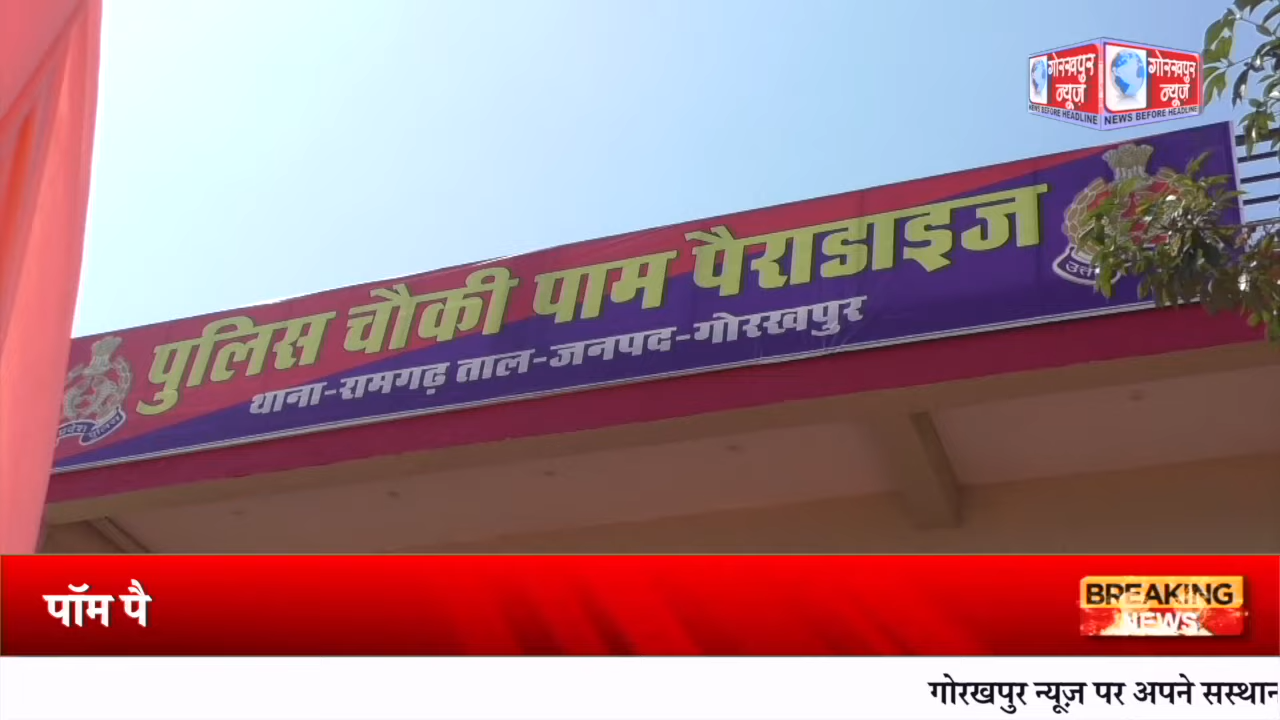 गोरखपुर
न्यूज़
NEWS BEFORE HEADLINE
गोरखपुर
न्यूज़
NEWS BEFORE HEADLINE
पुलिस चौकी पाम पैराडाइज
थाना-रामगढ़ ताल-जनपद-गोरखपुर
पॉम पै
BREAKING
NEWS
गोरखपुर न्यूज़ पर अपने सस्थान